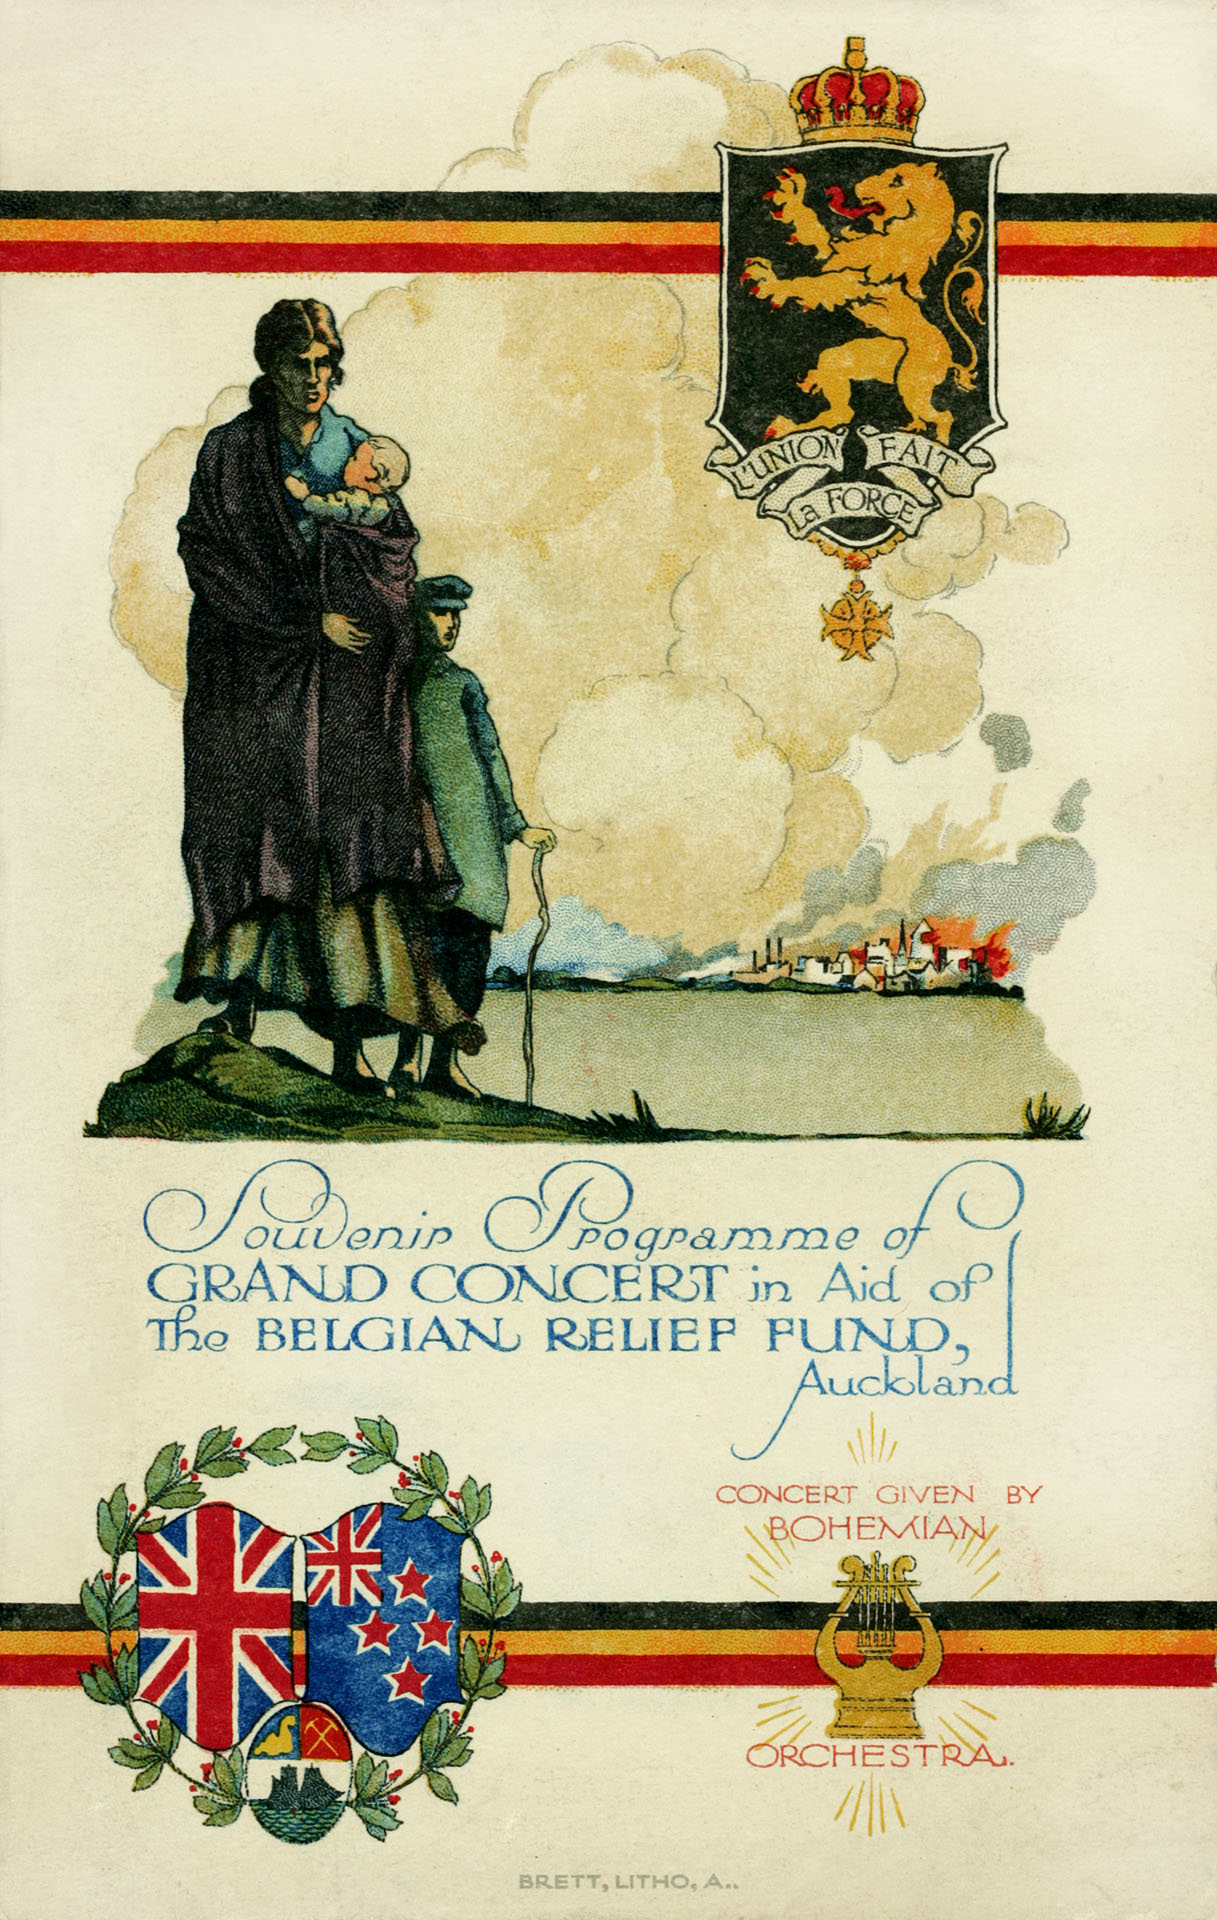 L'UNION FAIT
La FORCE
Souvenir Programme of
GRAND CONCERT in Aid of
The BELGIAN RELIEF FUND,
Auckland
CONCERT GIVEN BY
BOHEMIAN
ORCHESTRA.
BRETT, LITHO, A..